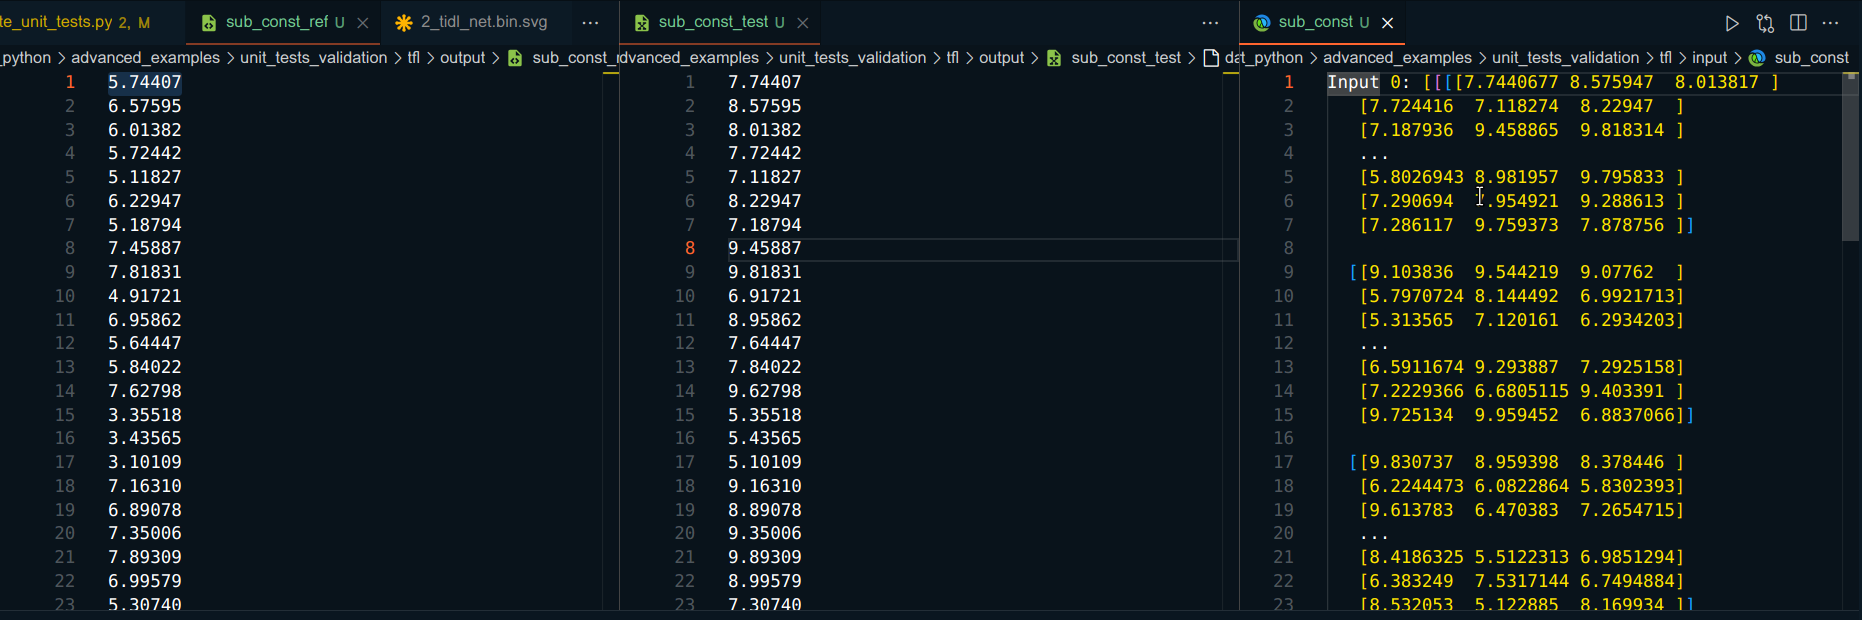 te_unit_tests.py 2, M
sub_const_ref U
2_tidl_net.bin.svg
_python > advanced_examples > unit_tests_validation > tfl > output > sub_const_
1 5.74407
2 6.57595
3 6.01382
4 5.72442
5 5.11827
6 6.22947
7 5.18794
8 7.45887
9 7.81831
10 4.91721
11 6.95862
12 5.64447
13 5.84022
14 7.62798
15 3.35518
16 3.43565
17 3.10109
18 7.16310
19 6.89078
20 7.35006
21 7.89309
22 6.99579
23 5.30740
sub_const_test U
dvanced_examples > unit_tests_validation > tfl > output > sub_const_test > dat
1 7.74407
2 8.57595
3 8.01382
4 7.72442
5 7.11827
6 8.22947
7 7.18794
8 9.45887
9 9.81831
10 6.91721
11 8.95862
12 7.64447
13 7.84022
14 9.62798
15 5.35518
16 5.43565
17 5.10109
18 9.16310
19 8.89078
20 9.35006
21 9.89309
22 8.99579
23 7.30740
sub_const U
_python > advanced_examples > unit_tests_validation > tfl > input > sub_const
1 Input 0: [[[[7.7440677 8.575947 8.013817 ]
2 [7.724416 7.118274 8.22947 ]
3 [7.187936 9.458865 9.818314 ]
4 ...
5 [5.8026943 8.981957 9.795833 ]
6 [7.290694 .954921 9.288613 ]
7 [7.286117 9.759373 7.878756 ]]
8
9 [[9.103836 9.544219 9.07762 ]
10 [5.7970724 8.144492 6.9921713]
11 [5.313565 7.120161 6.2934203]
12 ...
13 [6.5911674 9.293887 7.2925158]
14 [7.2229366 6.6805115 9.403391 ]
15 [9.725134 9.959452 6.8837066]]
16
17 [[9.830737 8.959398 8.378446 ]
18 [6.2244473 6.0822864 5.8302393]
19 [9.613783 6.470383 7.2654715]
20 ...
21 [8.4186325 5.5122313 6.9851294]
22 [6.383249 7.5317144 6.7494884]
23 [8.532053 5.122885 8.169934 ]]